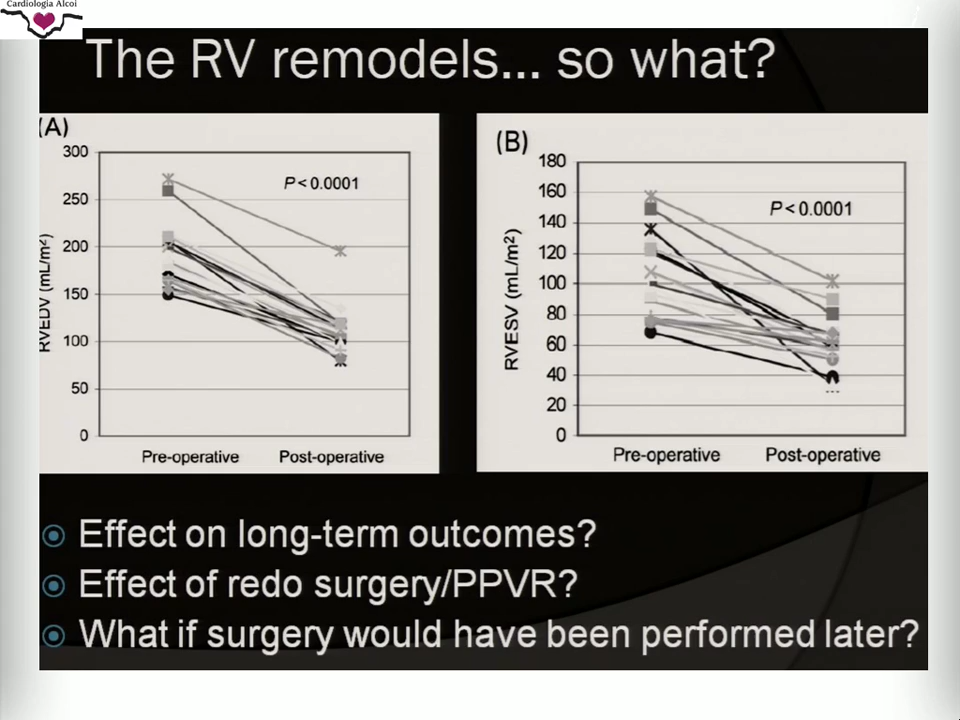 Cardiologia Alcoi
The RV remodels... so what?
(A)
300
250
200
150
100
50
0
RVEDV (mL/m²)
P < 0.0001
Pre-operative
Post-operative
(B)
180
160
140
120
100
80
60
40
20
0
RVESV (mL/m²)
P < 0.0001
Pre-operative
Post-operative
Effect on long-term outcomes?
Effect of redo surgery/PPVR?
What if surgery would have been performed later?